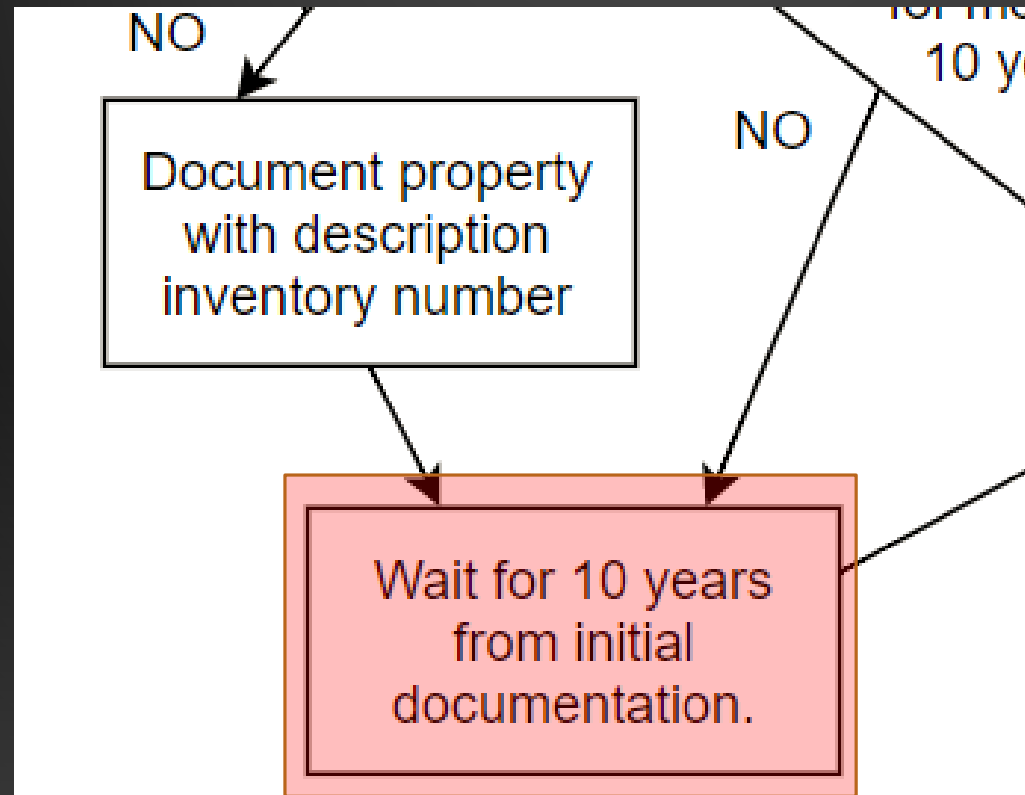 NO
10
NO
Document property
with description
inventory number
Wait for 10 years
from initial
documentation.